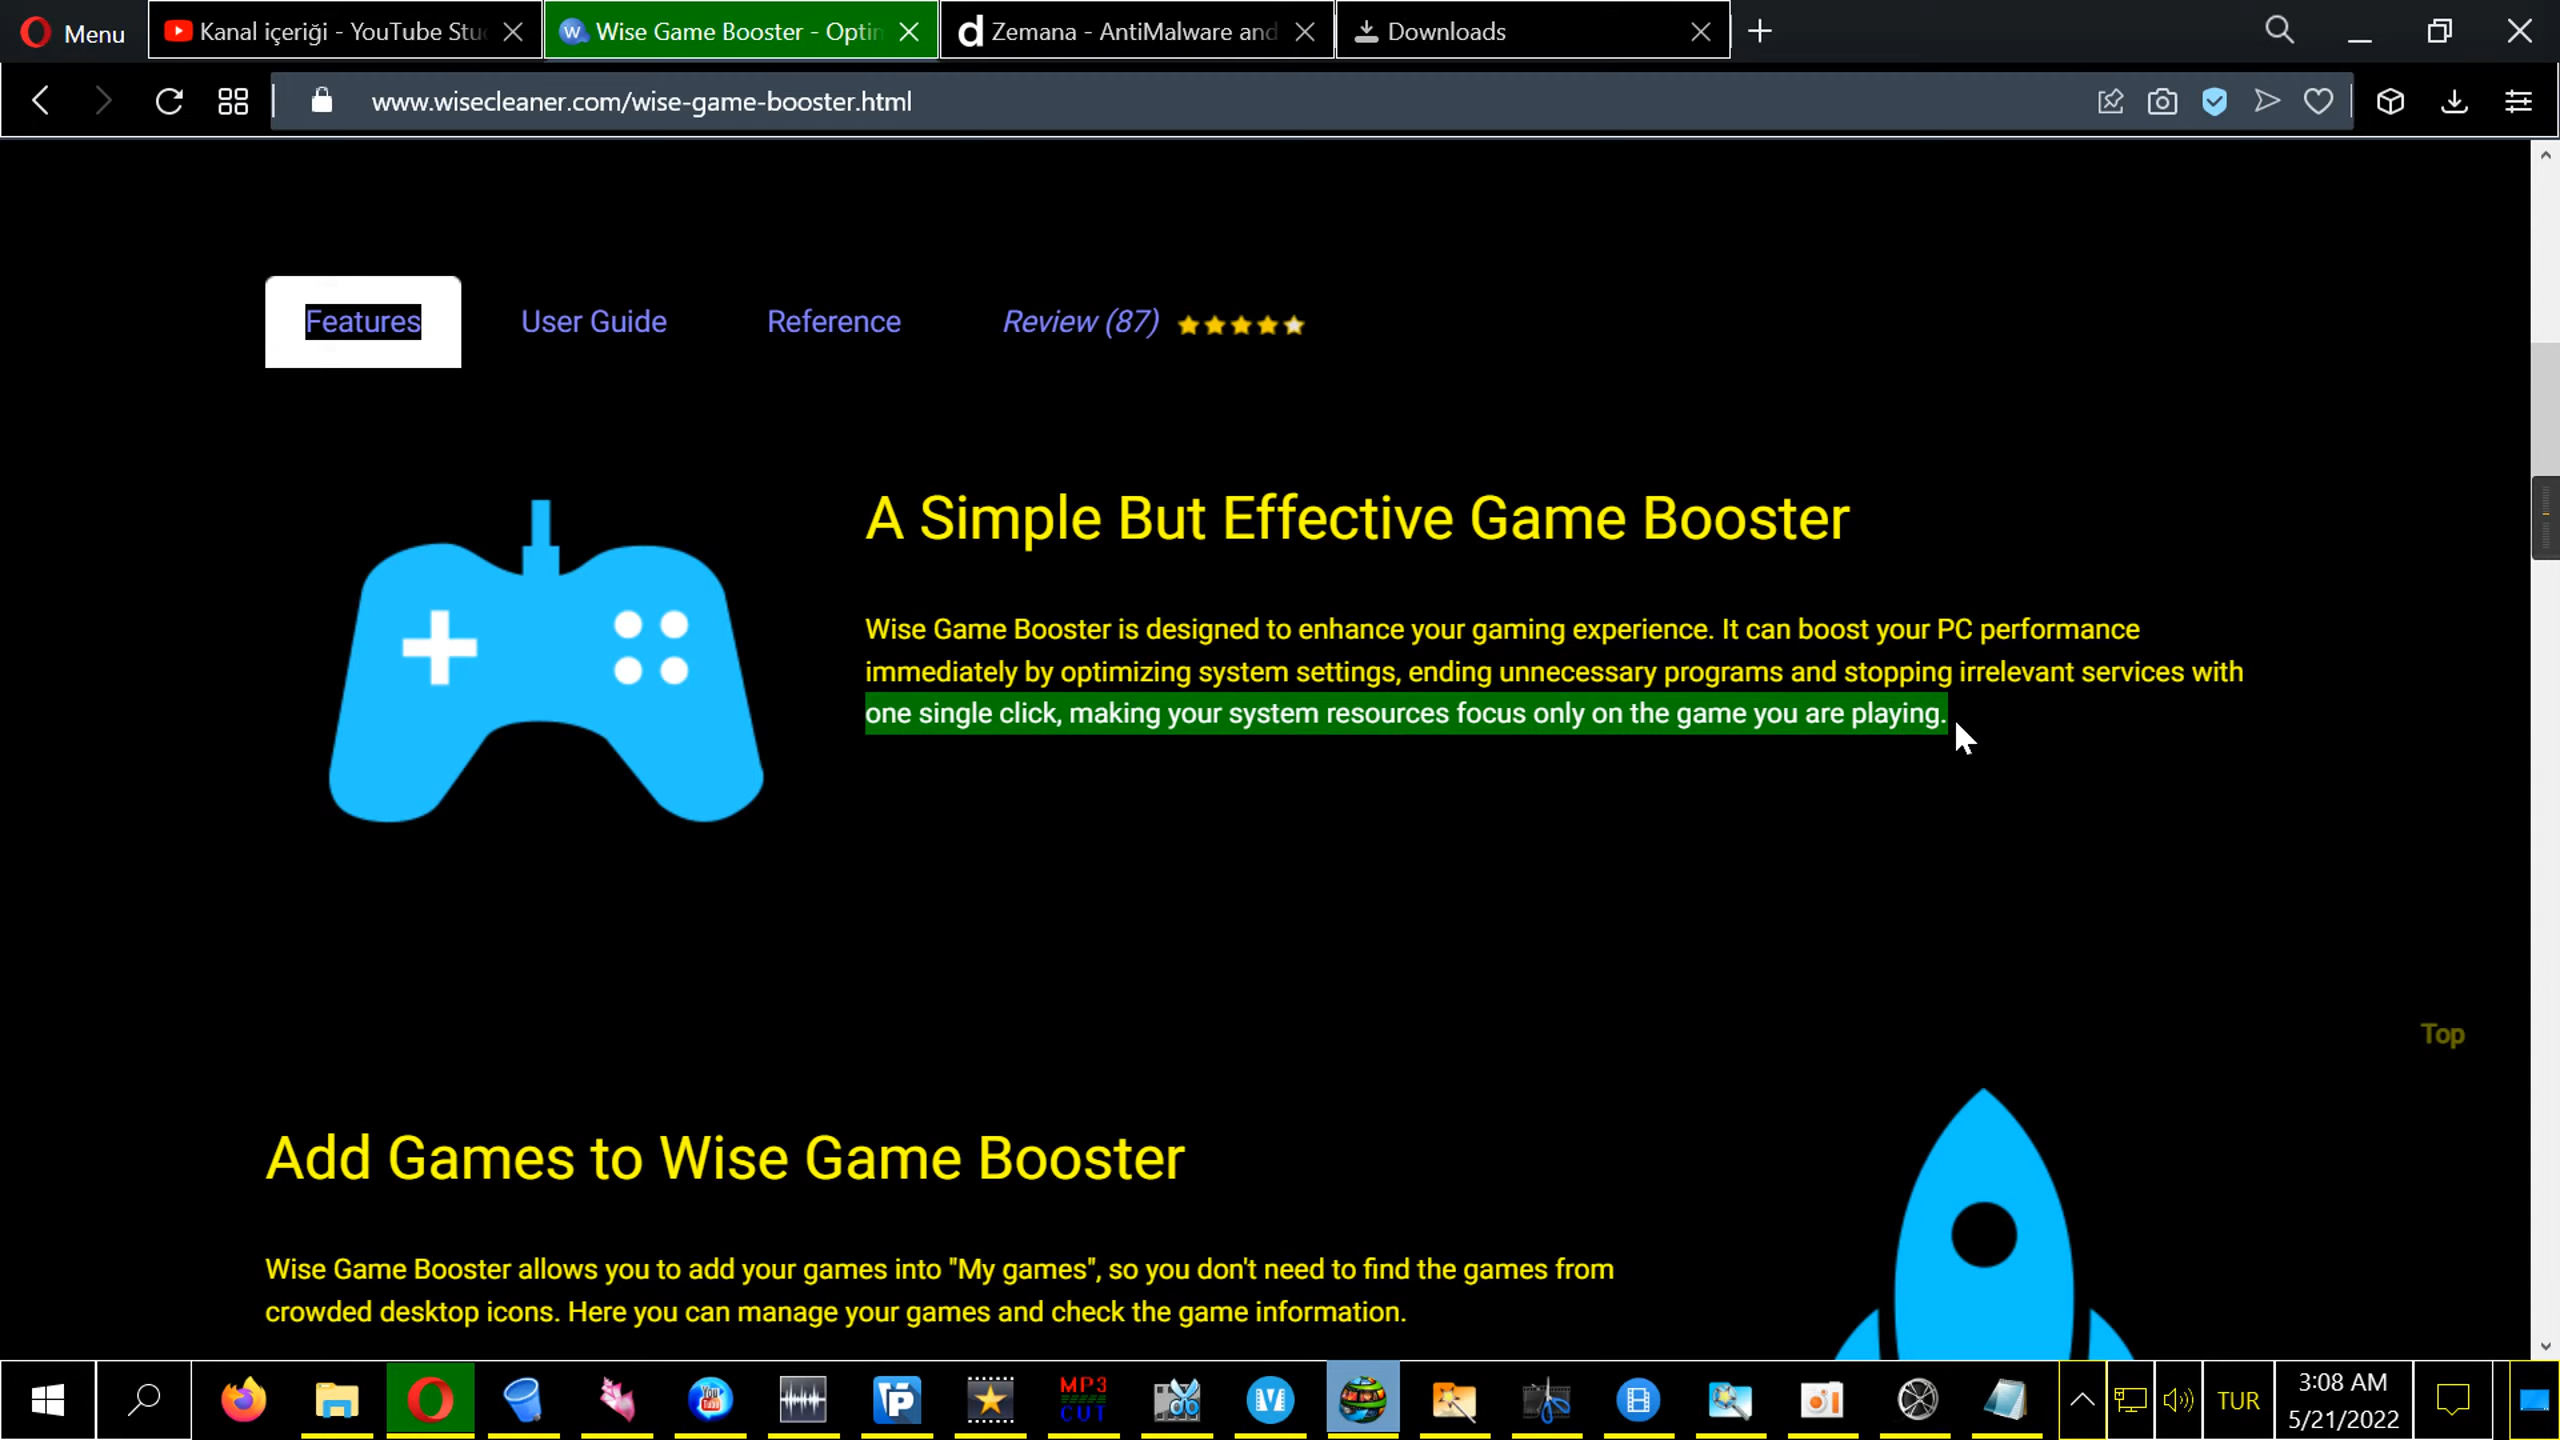 Menu
Kanal içeriği - YouTube Stu
Wise Game Booster - Optin
Zemana - AntiMalware and
Downloads
www.wisecleaner.com/wise-game-booster.html
Features
User Guide
Reference
Review (87)
A Simple But Effective Game Booster
Wise Game Booster is designed to enhance your gaming experience. It can boost your PC performance
immediately by optimizing system settings, ending unnecessary programs and stopping irrelevant services with
one single click, making your system resources focus only on the game you are playing.
Top
Add Games to Wise Game Booster
Wise Game Booster allows you to add your games into "My games", so you don't need to find the games from
crowded desktop icons. Here you can manage your games and check the game information.
You Tube
MP3
CUT
TUR
3:08 AM
5/21/2022